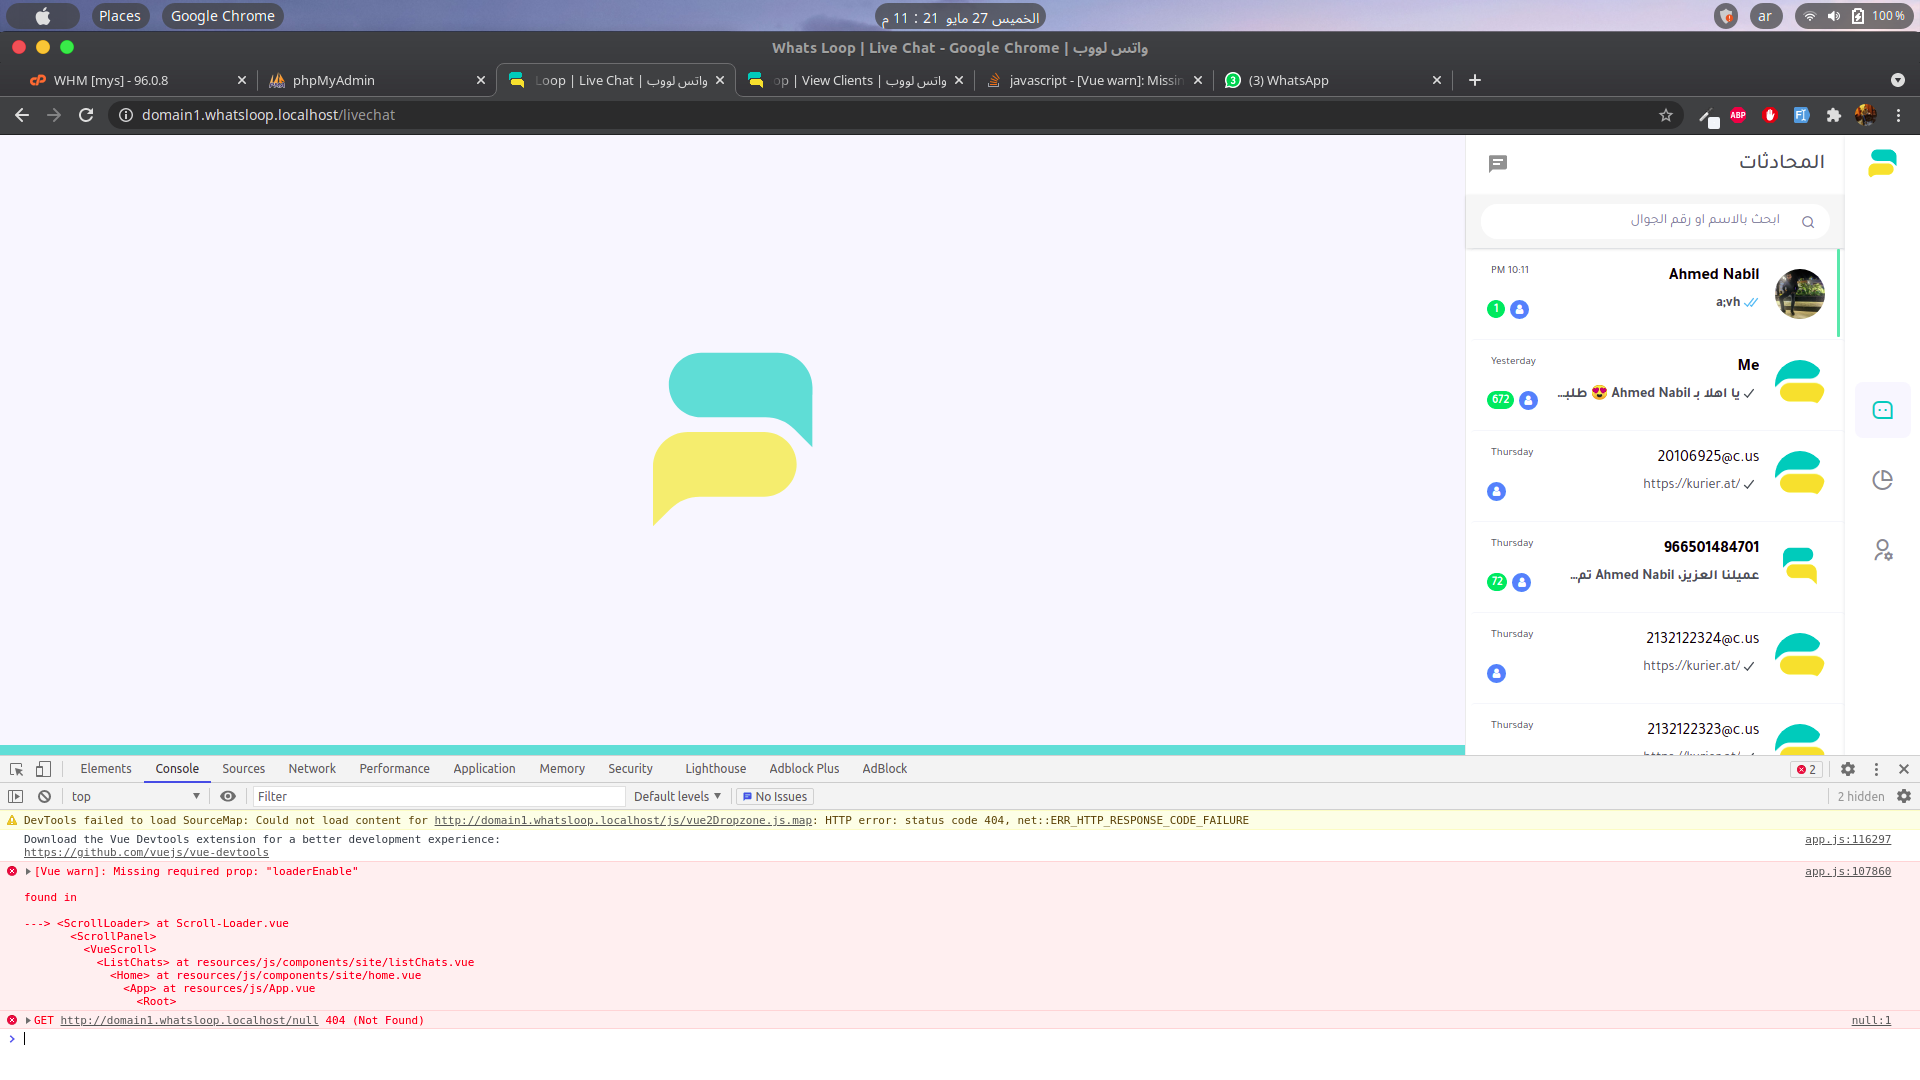 Places
Google Chrome
الخميس 27 مايو 21 : 11 م
ar
100 %
Whats Loop | Live Chat - Google Chrome | واتس لووب
WHM [mys] - 96.0.8
phpMyAdmin
Loop | Live Chat | واتس لووب
op | View Clients | واتس لووب
javascript - [Vue warn]: Missin
(3) WhatsApp
domain1.whatsloop.localhost/livechat
ABP
المحادثات
ابحث بالاسم او رقم الجوال
Ahmed Nabil
PM 10:11
a;vh
1
Me
Yesterday
يا اهلا بـ Ahmed Nabil 😍 طلبـ...
672
20106925@c.us
Thursday
https://kurier.at/
966501484701
Thursday
عميلنا العزيز، Ahmed Nabil تم...
72
2132122324@c.us
Thursday
https://kurier.at/
2132122323@c.us
Thursday
Elements
Console
Sources
Network
Performance
Application
Memory
Security
Lighthouse
Adblock Plus
AdBlock
2
top
Filter
Default levels
No Issues
2 hidden
DevTools failed to load SourceMap: Could not load content for http://domain1.whatsloop.localhost/js/vue2Dropzone.js.map: HTTP error: status code 404, net::ERR_HTTP_RESPONSE_CODE_FAILURE
Download the Vue Devtools extension for a better development experience:
app.js:116297
https://github.com/vuejs/vue-devtools
[Vue warn]: Missing required prop: "loaderEnable"
app.js:107860
found in
---> <ScrollLoader> at Scroll-Loader.vue
<ScrollPanel>
<VueScroll>
<ListChats> at resources/js/components/site/listChats.vue
<Home> at resources/js/components/site/home.vue
<App> at resources/js/App.vue
<Root>
GET http://domain1.whatsloop.localhost/null 404 (Not Found)
null:1